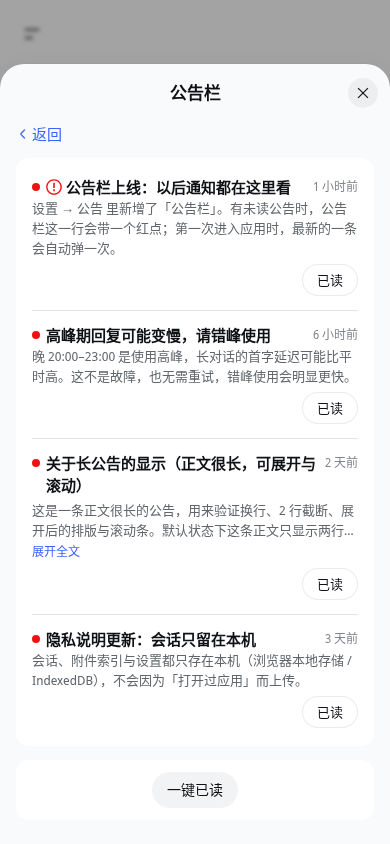 公告栏
返回
公告栏上线：以后通知都在这里看
1 小时前
设置 → 公告 里新增了「公告栏」。有未读公告时，公告
栏这一行会带一个红点；第一次进入应用时，最新的一条
会自动弹一次。
已读
高峰期回复可能变慢，请错峰使用
6 小时前
晚 20:00–23:00 是使用高峰，长对话的首字延迟可能比平
时高。这不是故障，也无需重试，错峰使用会明显更快。
已读
关于长公告的显示（正文很长，可展开与
滚动）
2 天前
这是一条正文很长的公告，用来验证换行、2 行截断、展
开后的排版与滚动条。默认状态下这条正文只显示两行...
展开全文
已读
隐私说明更新：会话只留在本机
3 天前
会话、附件索引与设置都只存在本机（浏览器本地存储 /
IndexedDB），不会因为「打开过应用」而上传。
已读
一键已读